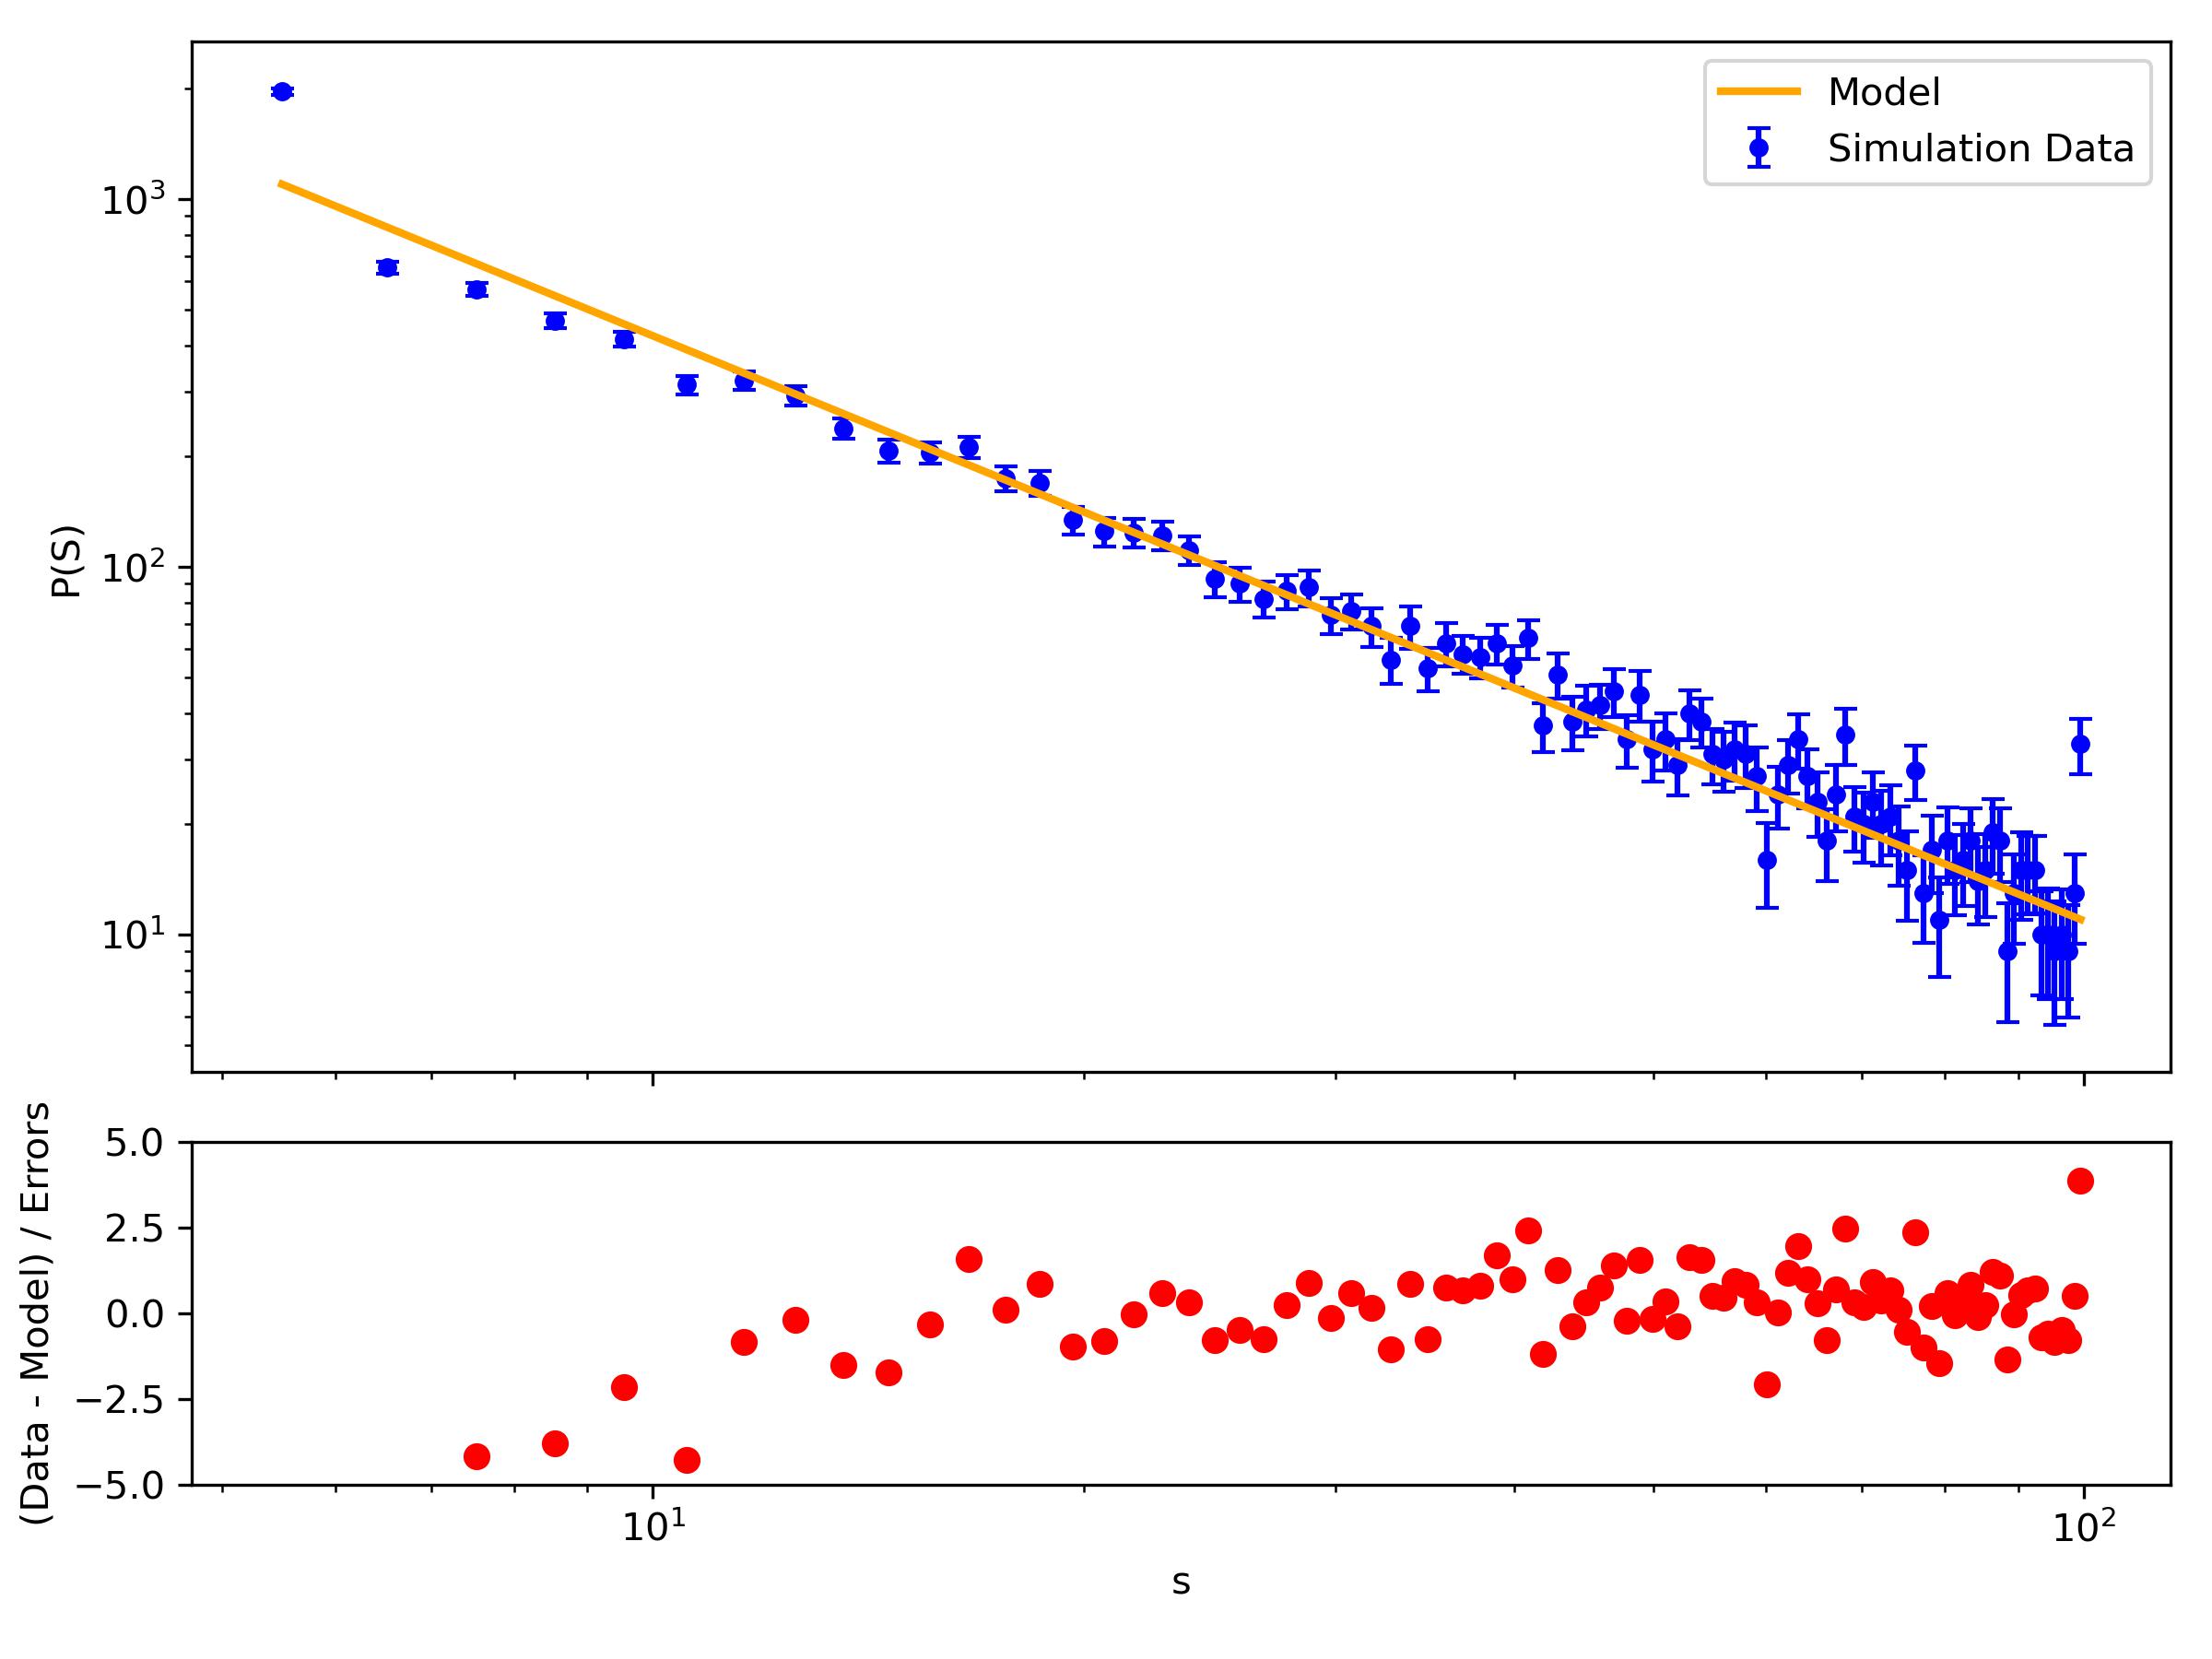 Model
Simulation Data
P(S)
10³
10²
10¹
(Data - Model) / Errors
5.0
2.5
0.0
−2.5
−5.0
10¹
10²
s